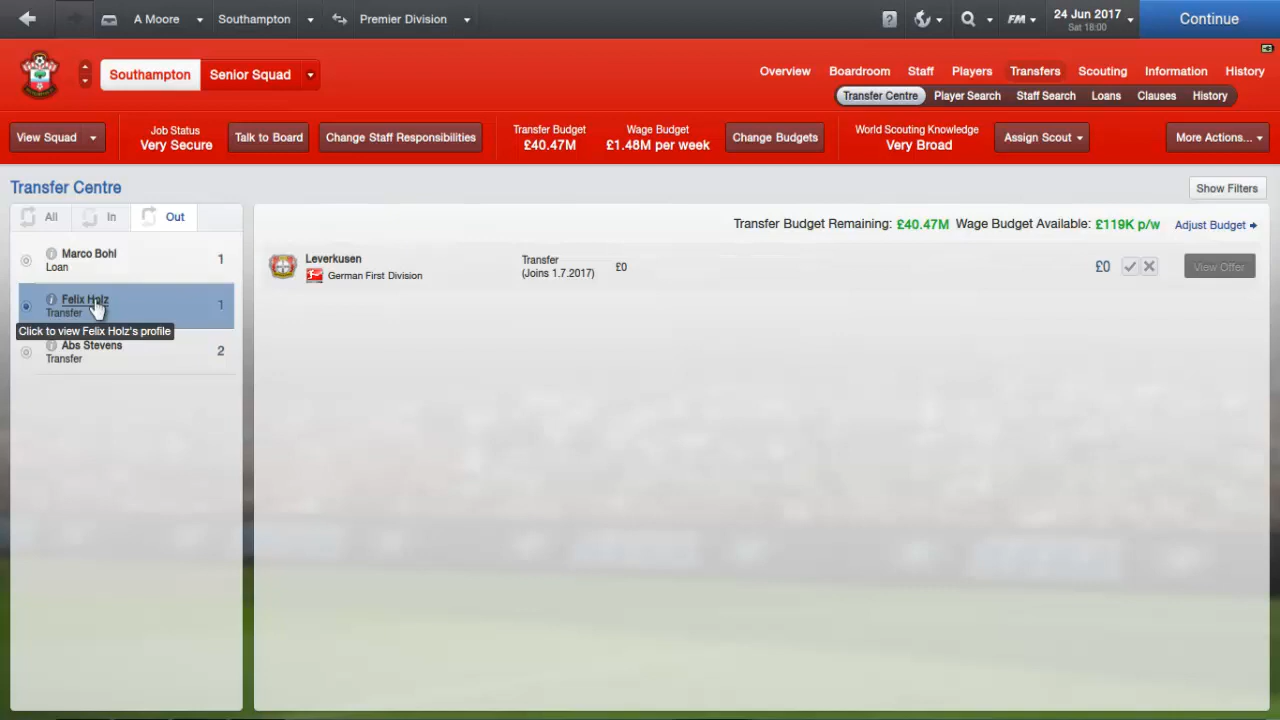 A Moore
Southampton
Premier Division
?
FM
24 Jun 2017
Sat 18:00
Continue
Southampton
Senior Squad
Overview
Boardroom
Staff
Players
Transfers
Scouting
Information
History
Transfer Centre
Player Search
Staff Search
Loans
Clauses
History
View Squad
Job Status
Very Secure
Talk to Board
Change Staff Responsibilities
Transfer Budget
£40.47M
Wage Budget
£1.48M per week
Change Budgets
World Scouting Knowledge
Very Broad
Assign Scout
More Actions...
Transfer Centre
Show Filters
All
In
Out
Transfer Budget Remaining: £40.47M Wage Budget Available: £119K p/w Adjust Budget
Marco Bohl
Loan
1
Felix Holz
Transfer
1
Click to view Felix Holz's profile
Abs Stevens
Transfer
2
Leverkusen
German First Division
Transfer
(Joins 1.7.2017)
£0
£0
View Offer